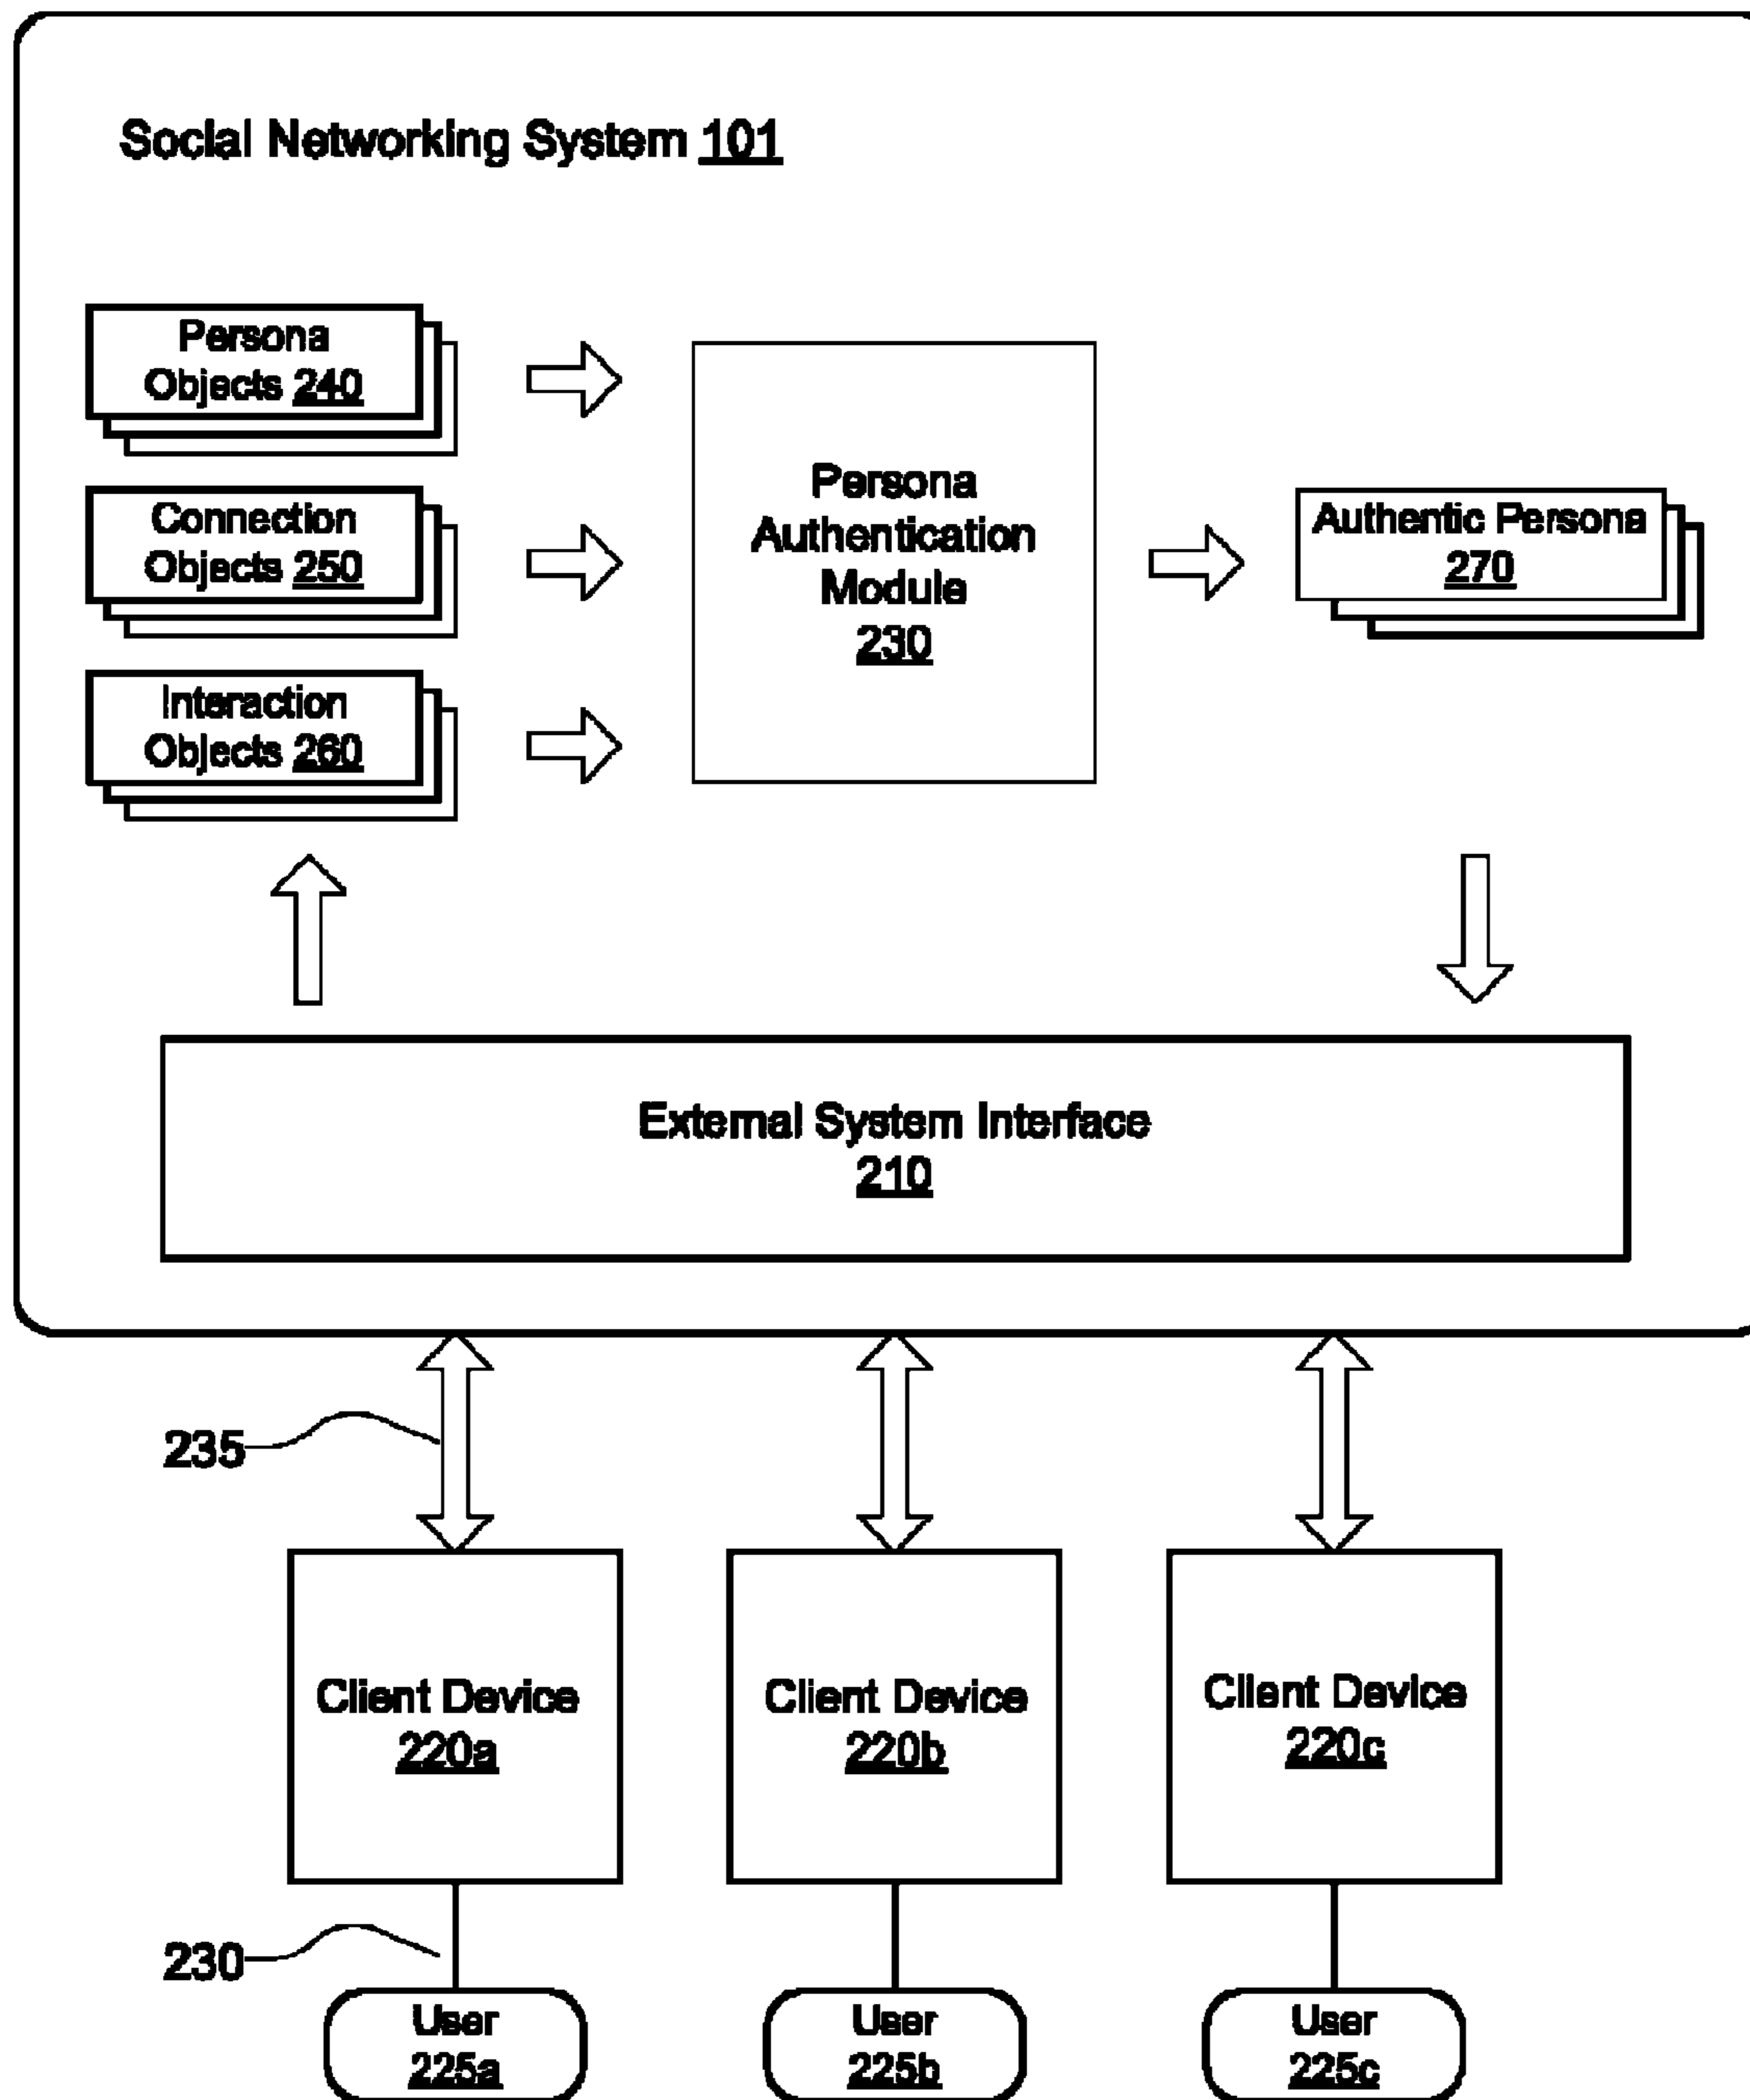 Social Networking System 101
Persona
Objects 240
Connection
Objects 250
Interaction
Objects 260
Persona
Authentication
Module
230
Authentic Persona
270
External System Interface
210
235
Client Device
220a
Client Device
220b
Client Device
220c
230
User
225a
User
225b
User
225c